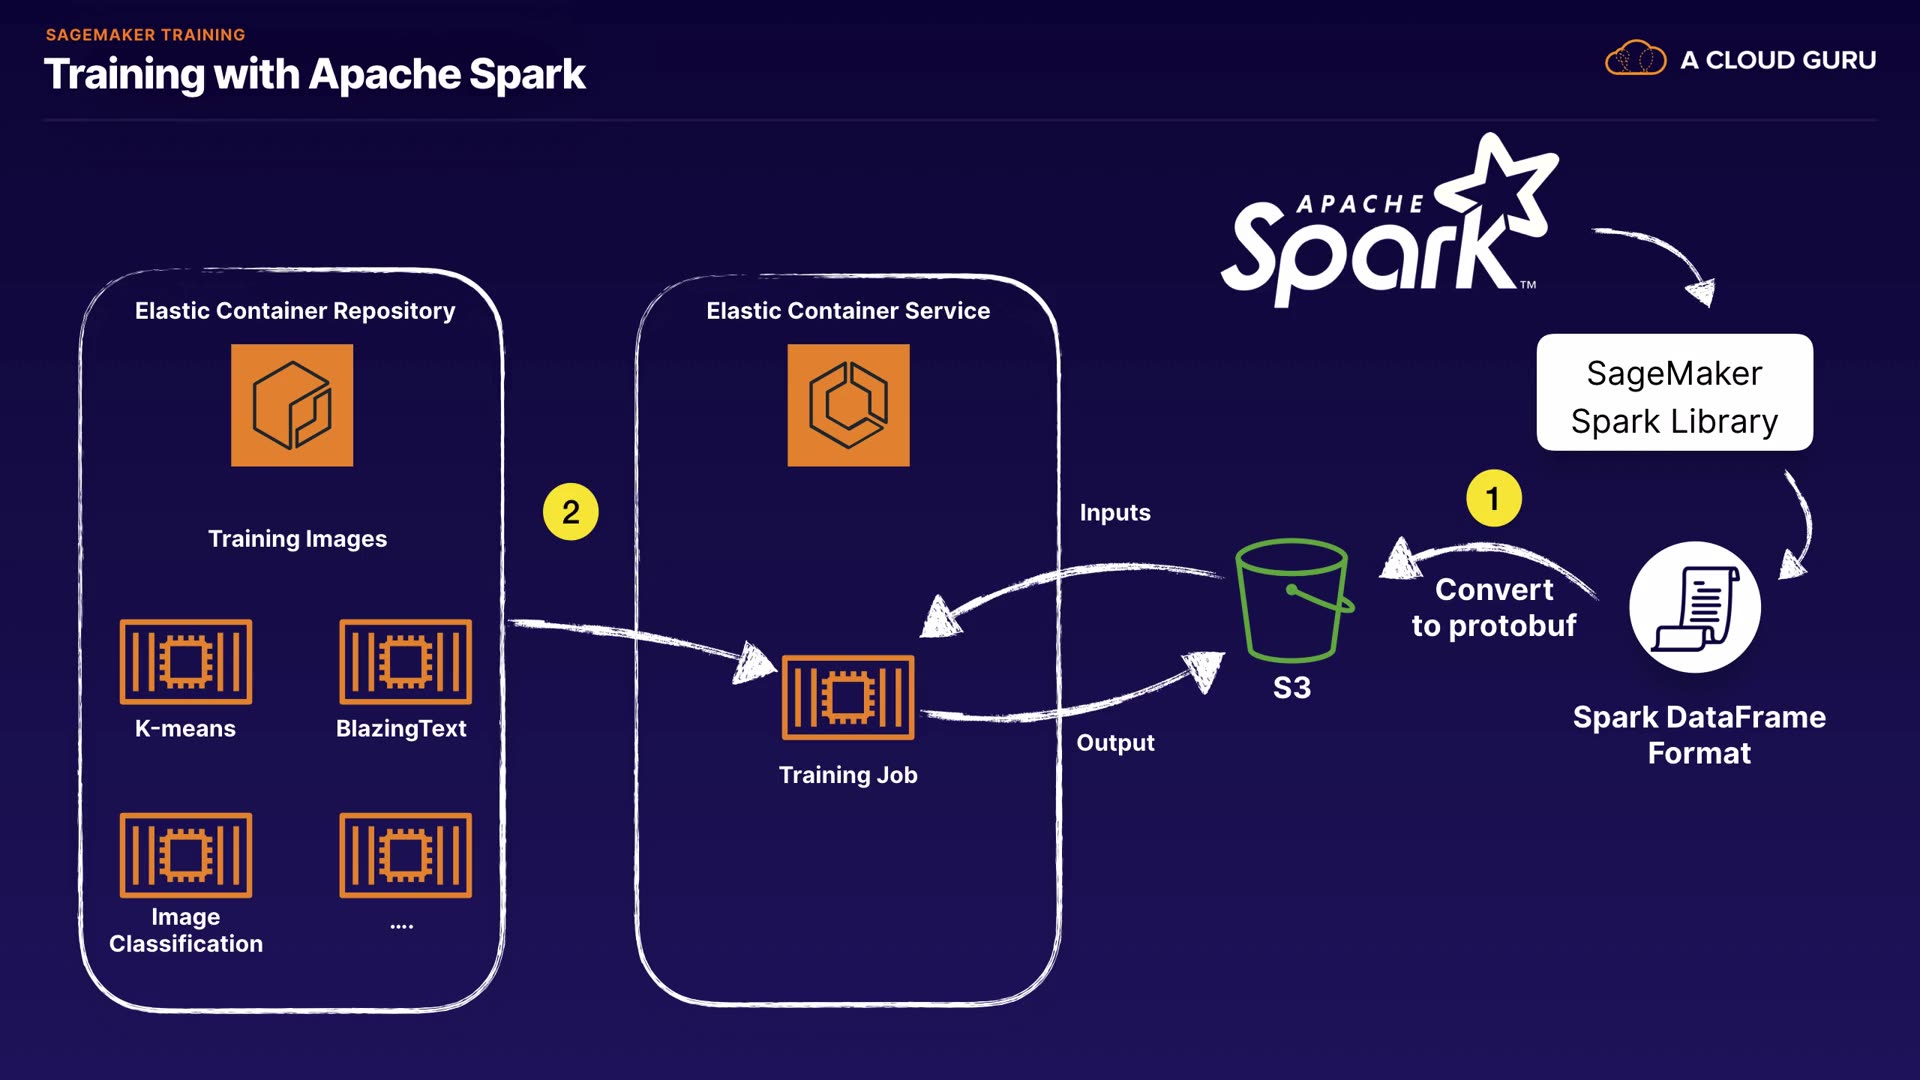 SAGEMAKER TRAINING
Training with Apache Spark
A CLOUD GURU
APACHE
Spark™
SageMaker
Spark Library
Elastic Container Repository
Training Images
K-means
BlazingText
Image
Classification
....
2
Elastic Container Service
Training Job
Inputs
Output
S3
1
Convert
to protobuf
Spark DataFrame
Format